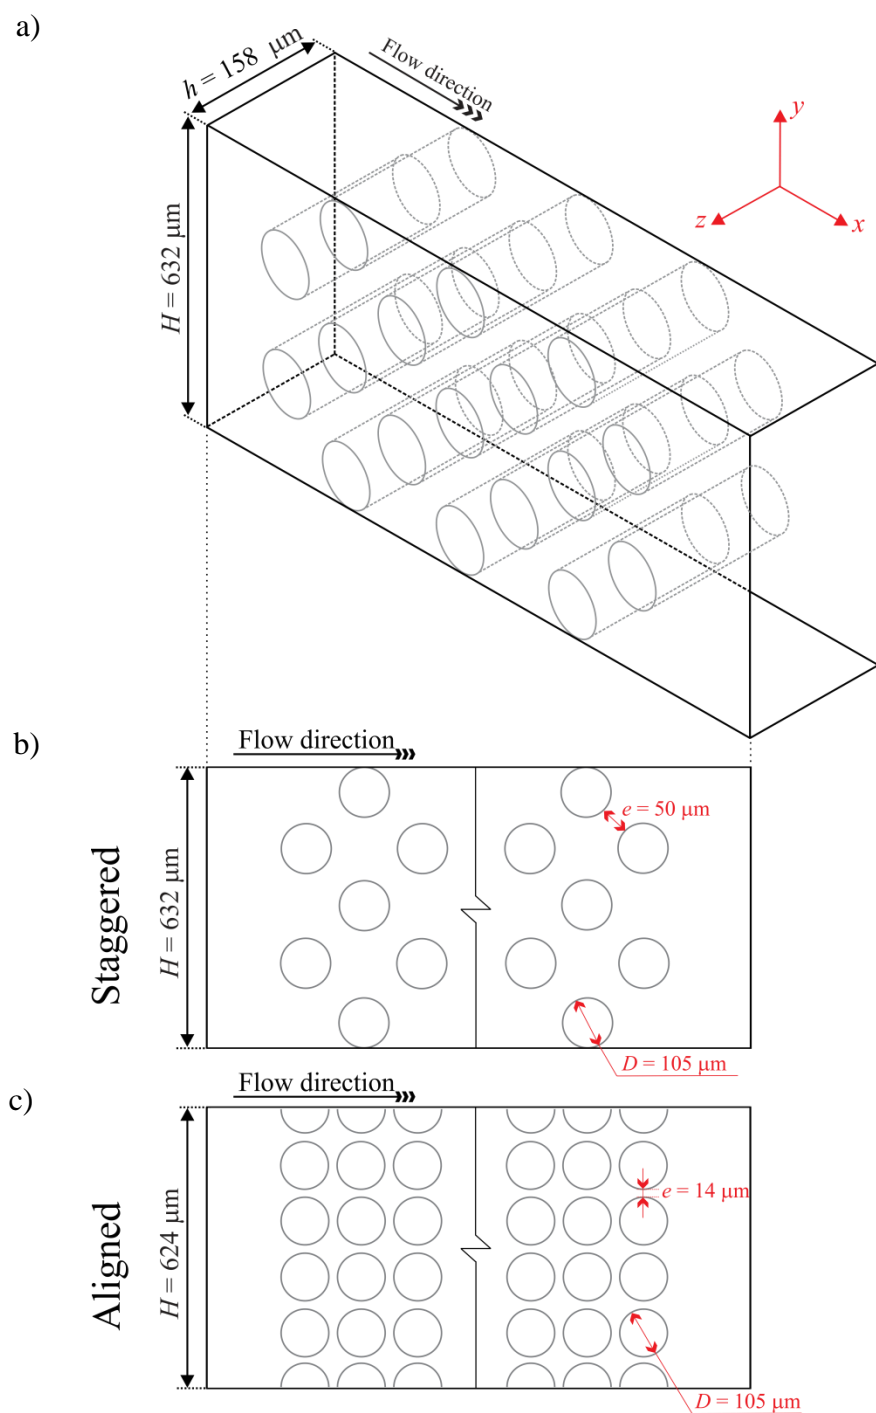 a)
h = 158 μm
Flow direction
H = 632 μm
y
z
x
b)
Flow direction
e = 50 μm
H = 632 μm
Staggered
D = 105 μm
c)
Flow direction
e = 14 μm
H = 624 μm
Aligned
D = 105 μm